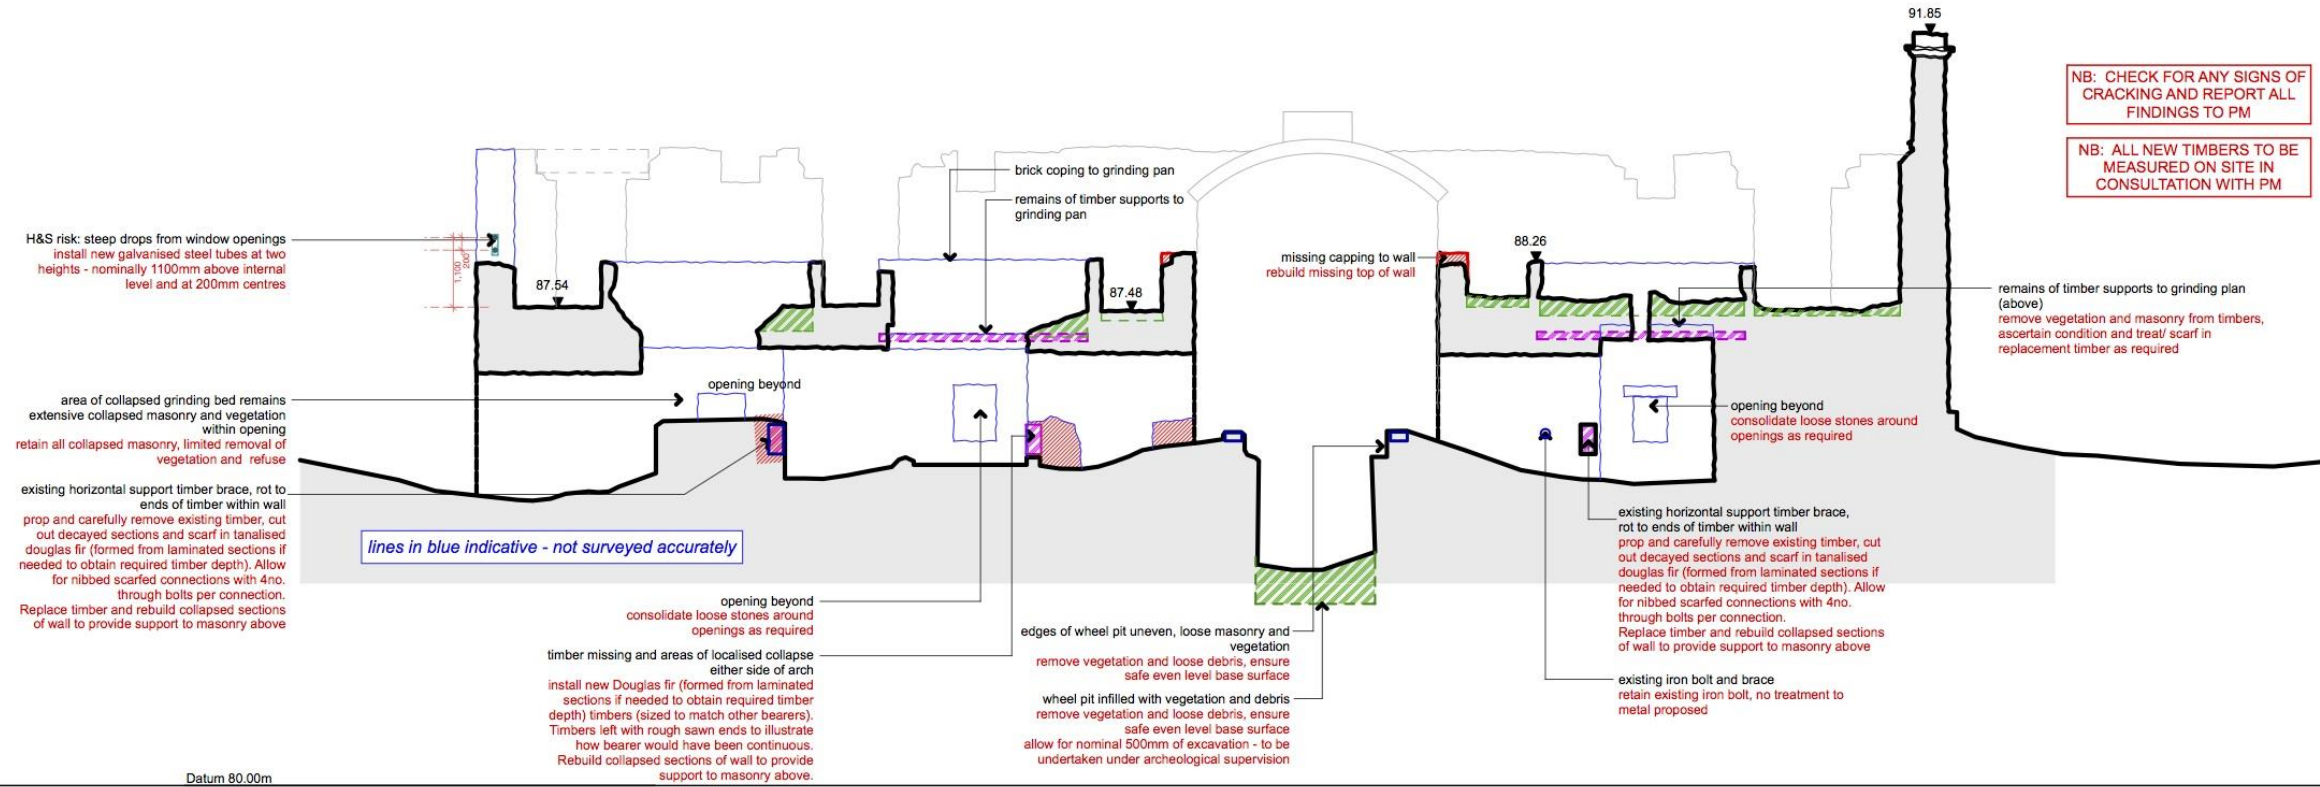 91.85
NB: CHECK FOR ANY SIGNS OF
CRACKING AND REPORT ALL
FINDINGS TO PM
NB: ALL NEW TIMBERS TO BE
MEASURED ON SITE IN
CONSULTATION WITH PM
brick coping to grinding pan
remains of timber supports to
grinding pan
H&S risk: steep drops from window openings
install new galvanised steel tubes at two
heights - nominally 1100mm above internal
level and at 200mm centres
1,100
200
87.54
87.48
missing capping to wall
rebuild missing top of wall
88.26
remains of timber supports to grinding plan
(above)
remove vegetation and masonry from timbers,
ascertain condition and treat/ scarf in
replacement timber as required
opening beyond
area of collapsed grinding bed remains
extensive collapsed masonry and vegetation
within opening
retain all collapsed masonry, limited removal of
vegetation and refuse
opening beyond
consolidate loose stones around
openings as required
existing horizontal support timber brace, rot to
ends of timber within wall
prop and carefully remove existing timber, cut
out decayed sections and scarf in tanalised
douglas fir (formed from laminated sections if
needed to obtain required timber depth). Allow
for nibbed scarfed connections with 4no.
through bolts per connection.
Replace timber and rebuild collapsed sections
of wall to provide support to masonry above
lines in blue indicative - not surveyed accurately
opening beyond
consolidate loose stones around
openings as required
timber missing and areas of localised collapse
either side of arch
install new Douglas fir (formed from laminated
sections if needed to obtain required timber
depth) timbers (sized to match other bearers).
Timbers left with rough sawn ends to illustrate
how bearer would have been continuous.
Rebuild collapsed sections of wall to provide
support to masonry above.
edges of wheel pit uneven, loose masonry and
vegetation
remove vegetation and loose debris, ensure
safe even level base surface
wheel pit infilled with vegetation and debris
remove vegetation and loose debris, ensure
safe even level base surface
allow for nominal 500mm of excavation - to be
undertaken under archeological supervision
existing horizontal support timber brace,
rot to ends of timber within wall
prop and carefully remove existing timber, cut
out decayed sections and scarf in tanalised
douglas fir (formed from laminated sections if
needed to obtain required timber depth). Allow
for nibbed scarfed connections with 4no.
through bolts per connection.
Replace timber and rebuild collapsed sections
of wall to provide support to masonry above
existing iron bolt and brace
retain existing iron bolt, no treatment to
metal proposed
Datum 80.00m